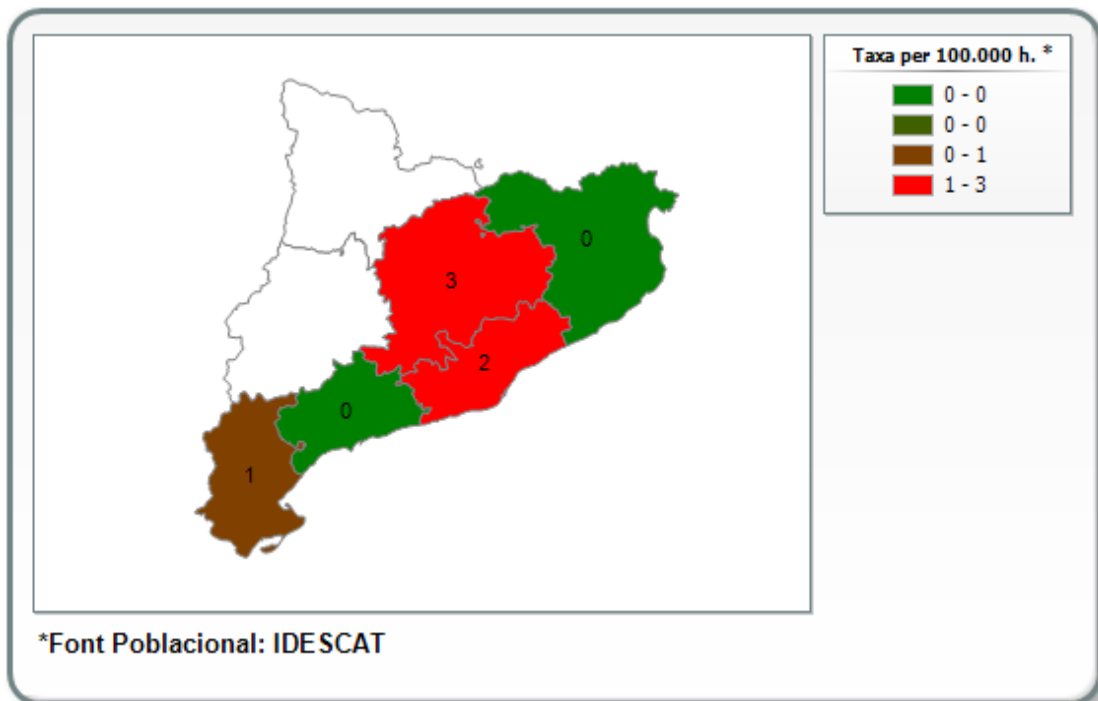 Taxa per 100.000 h. *
0 - 0
0 - 0
0 - 1
1 - 3
0
3
2
0
1
*Font Poblacional: IDESCAT